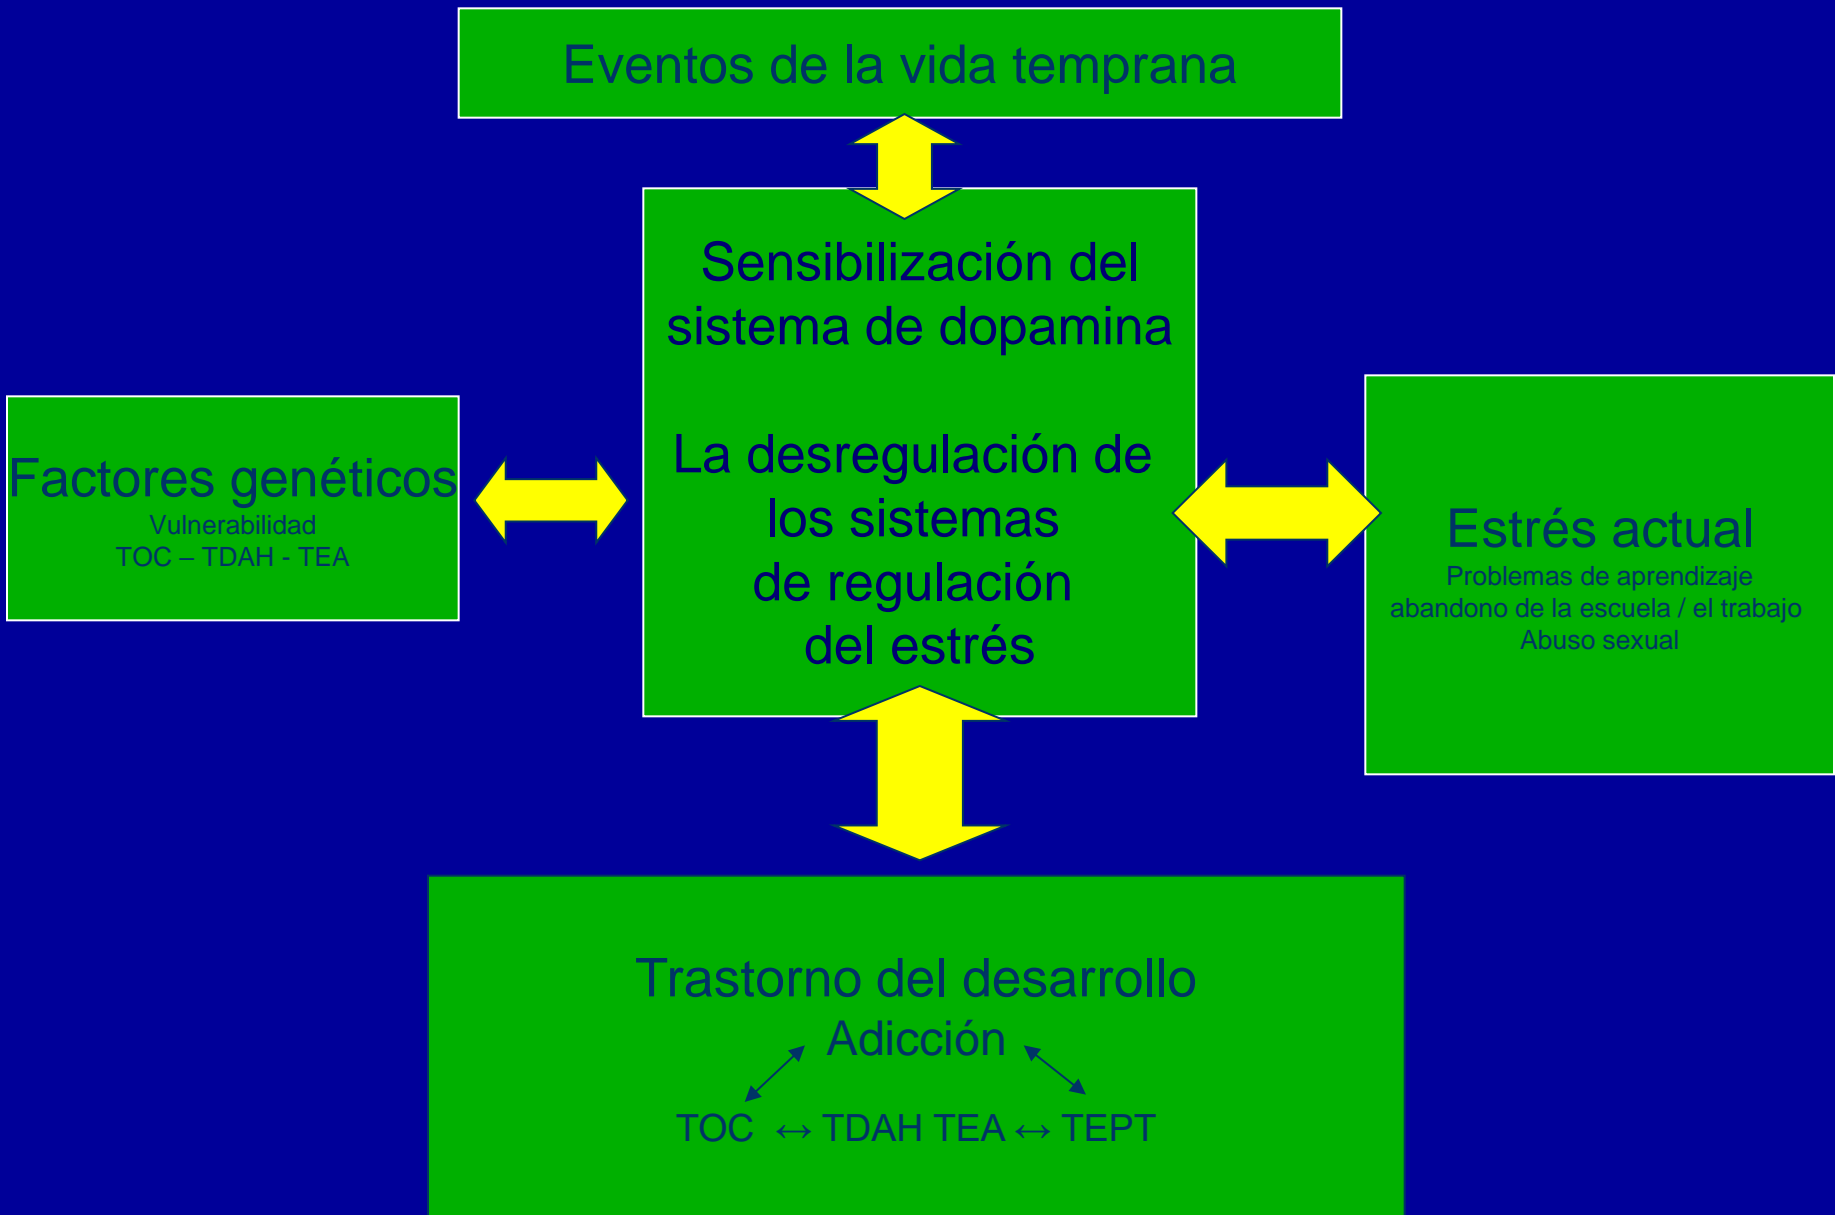 Eventos de la vida temprana
Sensibilización del
sistema de dopamina
La desregulación de
los sistemas
de regulación
del estrés
Factores genéticos
Vulnerabilidad
TOC – TDAH - TEA
Estrés actual
Problemas de aprendizaje
abandono de la escuela / el trabajo
Abuso sexual
Trastorno del desarrollo
Adicción
TOC ↔ TDAH TEA ↔ TEPT